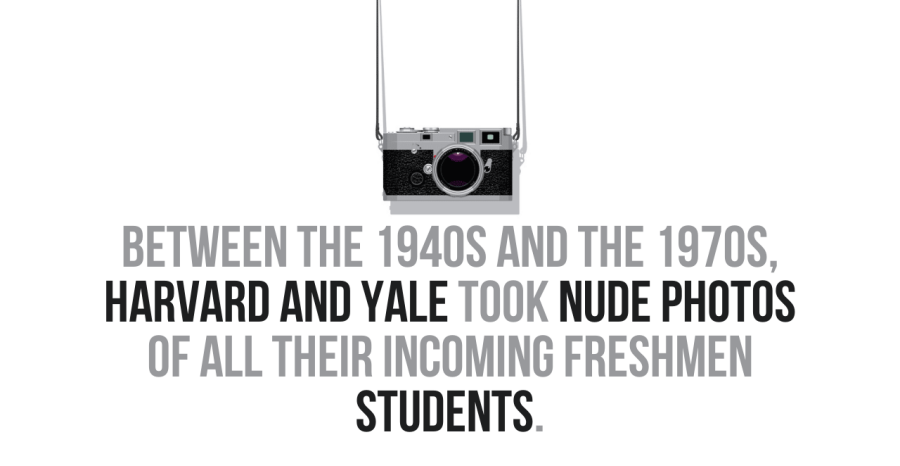 BETWEEN THE 1940S AND THE 1970S,
HARVARD AND YALE TOOK NUDE PHOTOS
OF ALL THEIR INCOMING FRESHMEN
STUDENTS.